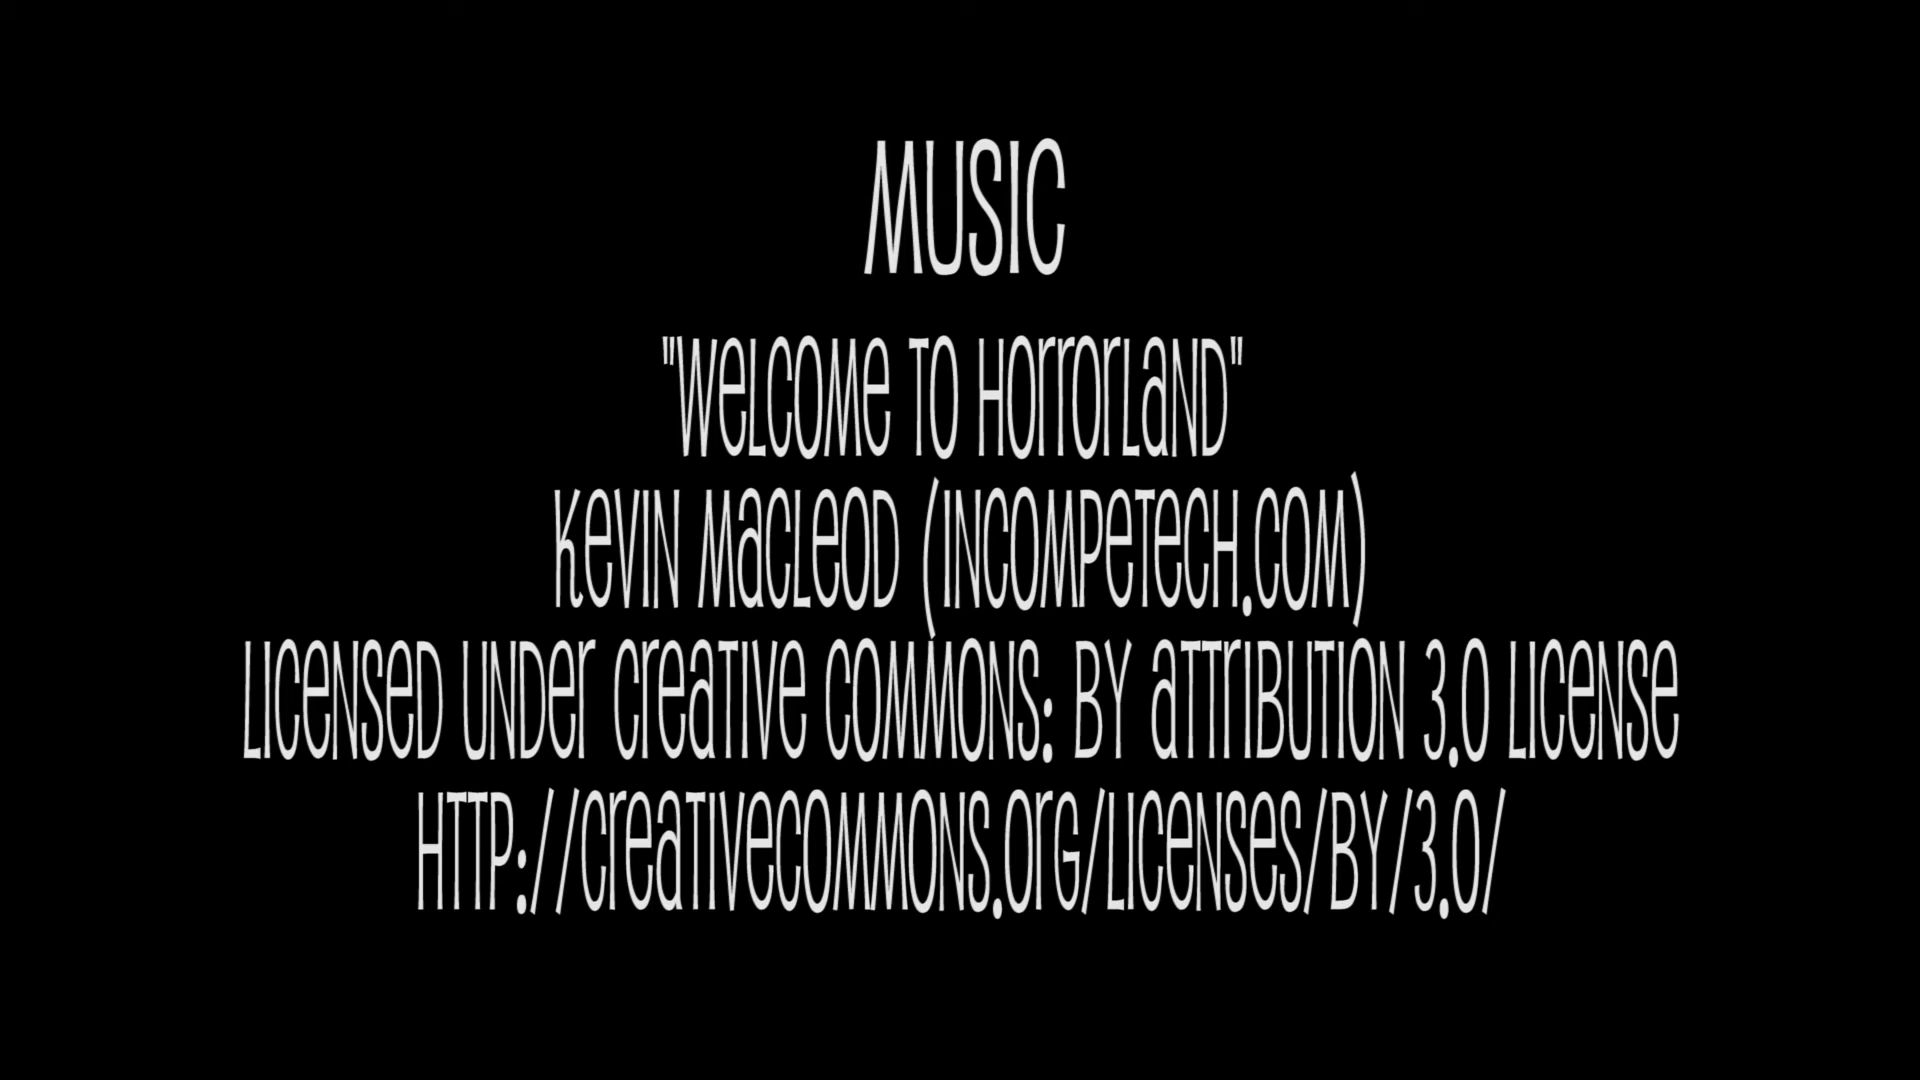 MUSIC
"Welcome to Horrorland"
Kevin MacLeod (incompetech.com)
Licensed under Creative Commons: By Attribution 3.0 License
http://creativecommons.org/licenses/by/3.0/